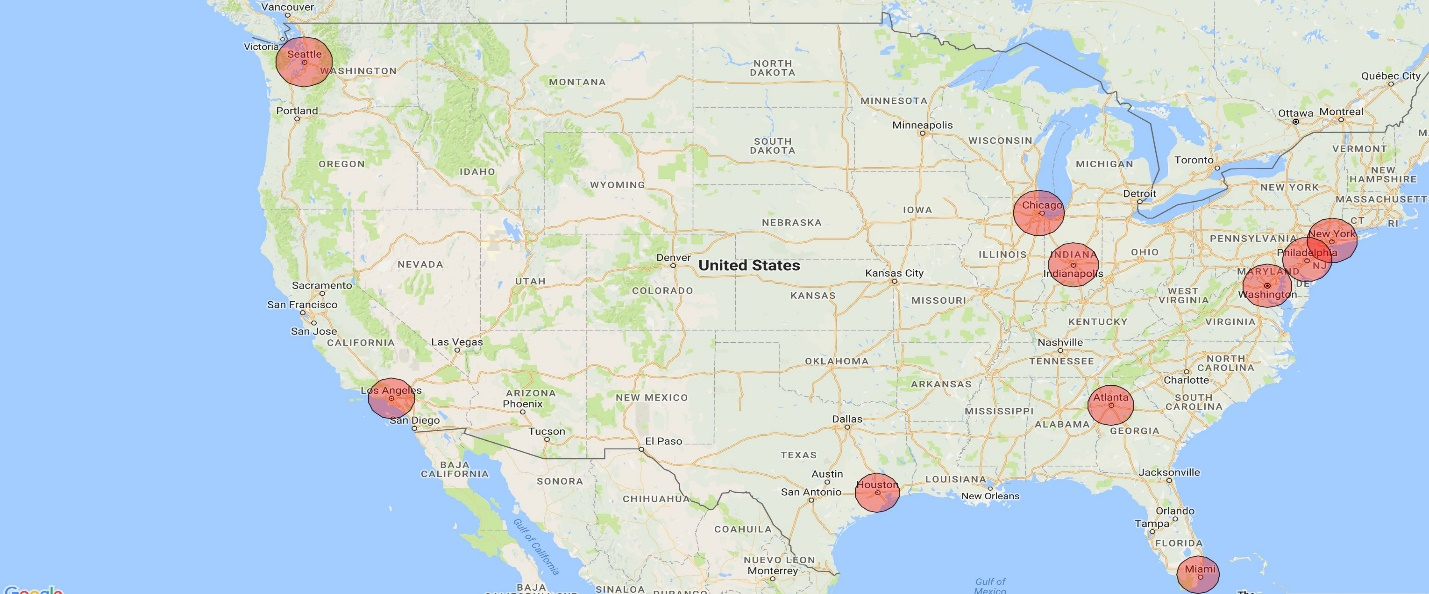 Vancouver
Victoria
Seattle
WASHINGTON
Portland
OREGON
IDAHO
MONTANA
NORTH
DAKOTA
SOUTH
DAKOTA
MINNESOTA
Minneapolis
WISCONSIN
MICHIGAN
Toronto
Ottawa
Montreal
Québec City
VERMONT
NEW
HAMPSHIRE
MASSACHUSETT
CT
RI
NEW YORK
Detroit
WYOMING
NEBRASKA
IOWA
Chicago
ILLINOIS
INDIANA
Indianapolis
OHIO
PENNSYLVANIA
New York
Philadelphia
NJ
MARYLAND
DE
Washington
WEST
VIRGINIA
VIRGINIA
KENTUCKY
NEVADA
UTAH
Denver
COLORADO
United States
KANSAS
Kansas City
MISSOURI
Sacramento
San Francisco
San Jose
CALIFORNIA
Las Vegas
Los Angeles
San Diego
ARIZONA
Phoenix
Tucson
NEW MEXICO
El Paso
OKLAHOMA
ARKANSAS
Nashville
TENNESSEE
NORTH
CAROLINA
Charlotte
SOUTH
CAROLINA
Atlanta
GEORGIA
ALABAMA
MISSISSIPPI
Dallas
TEXAS
Austin
San Antonio
Houston
LOUISIANA
New Orleans
Jacksonville
Orlando
Tampa
FLORIDA
Miami
BAJA
CALIFORNIA
SONORA
CHIHUAHUA
COAHUILA
NUEVO LEON
Monterrey
Gulf of California
BAJA
SINALOA
DURANGO
Gulf of
Mexico
The
Google